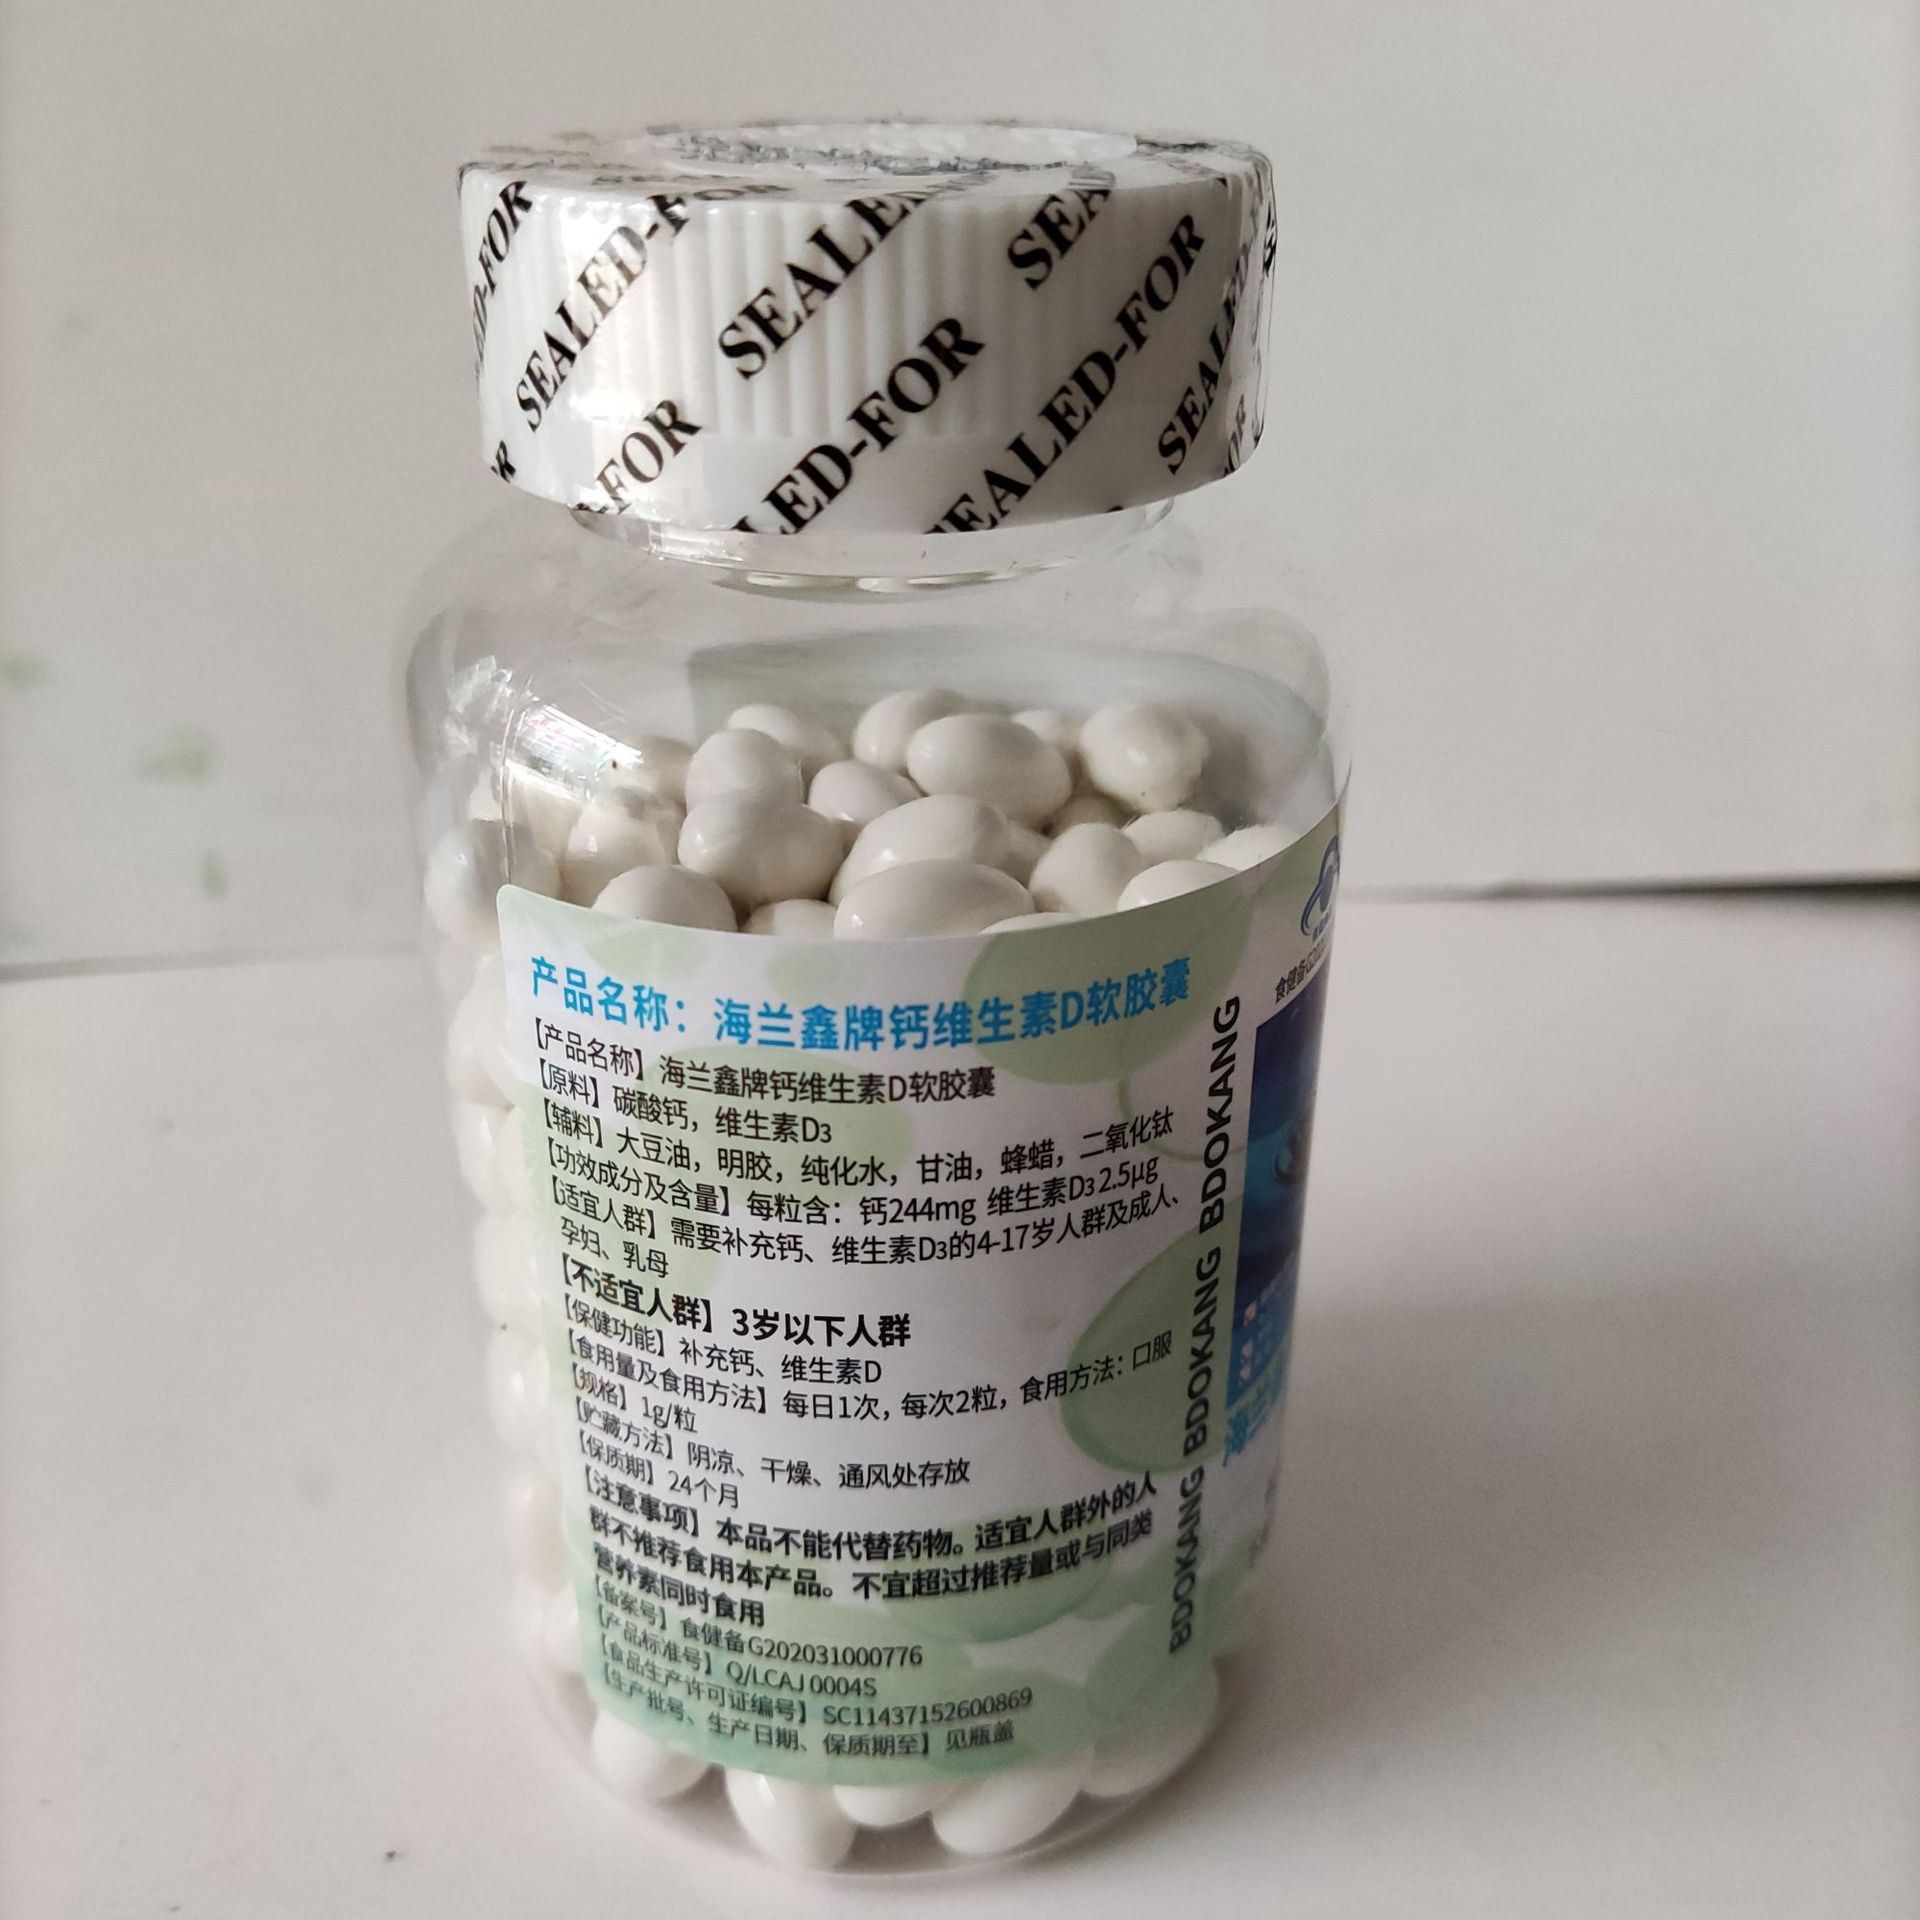 SEALED-FOR
SEALED-FOR
SEALED
SEA
-FOR
LED-FOR
SEALED-FOR
产品名称：海兰鑫牌钙维生素D软胶囊
【产品名称】海兰鑫牌钙维生素D软胶囊
【原料】碳酸钙，维生素D3
【辅料】大豆油，明胶，纯化水，甘油，蜂蜡，二氧化钛
【功效成分及含量】每粒含：钙244mg 维生素D3 2.5μg
【适宜人群】需要补充钙、维生素D3的4-17岁人群及成人、
孕妇、乳母
【不适宜人群】3岁以下人群
【保健功能】补充钙、维生素D
【食用量及食用方法】每日1次，每次2粒，食用方法：口服
【规格】1g/粒
【贮藏方法】阴凉、干燥、通风处存放
【保质期】24个月
【注意事项】本品不能代替药物。适宜人群外的人
群不推荐食用本产品。不宜超过推荐量或与同类
营养素同时食用
【备案号】食健备G202031000776
【产品标准号】Q/LCAJ 0004S
【食品生产许可证编号】SC11437152600869
【生产批号、生产日期、保质期至】见瓶盖
BDOKANG BDOKANG BDOKANG BDOKANG
食健备G202